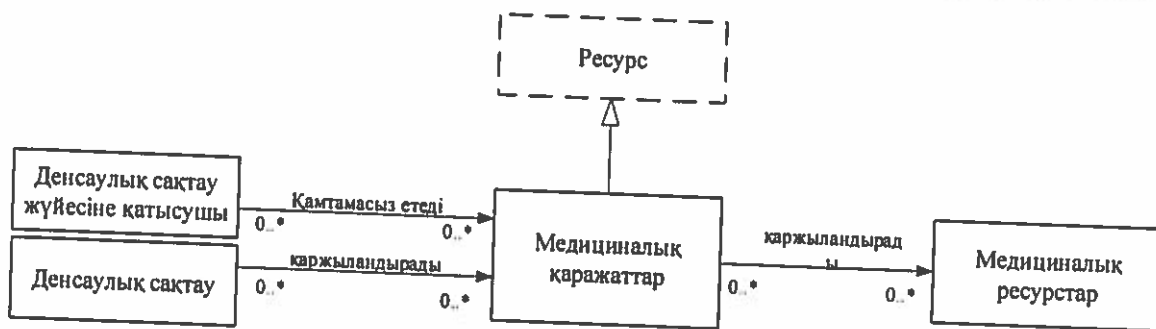 Ресурс
Денсаулық сақтау
жүйесіне қатысушы
Қамтамасыз етеді
0..*
0..*
Денсаулық сақтау
қаржыландырады
0..*
0..*
Медициналық
қаражаттар
қаржыландырад
ы
0..*
0..*
Медициналық
ресурстар